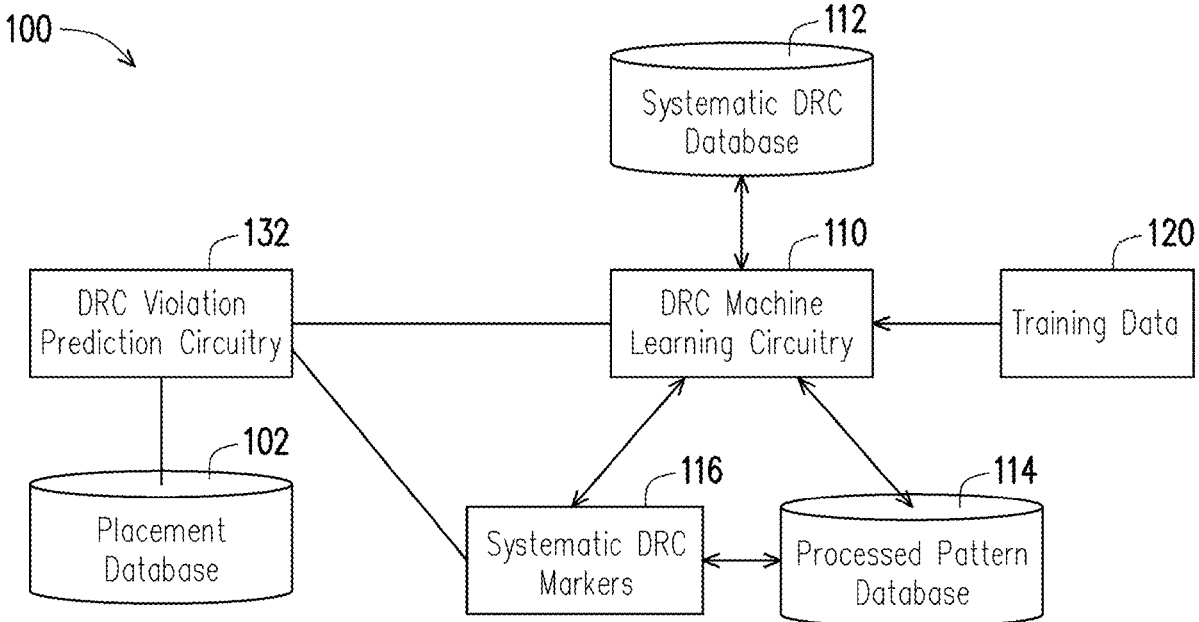 100
112
Systematic DRC
Database
132
110
120
DRC Violation
Prediction Circuitry
DRC Machine
Learning Circuitry
Training Data
102
116
114
Placement
Database
Systematic DRC
Markers
Processed Pattern
Database